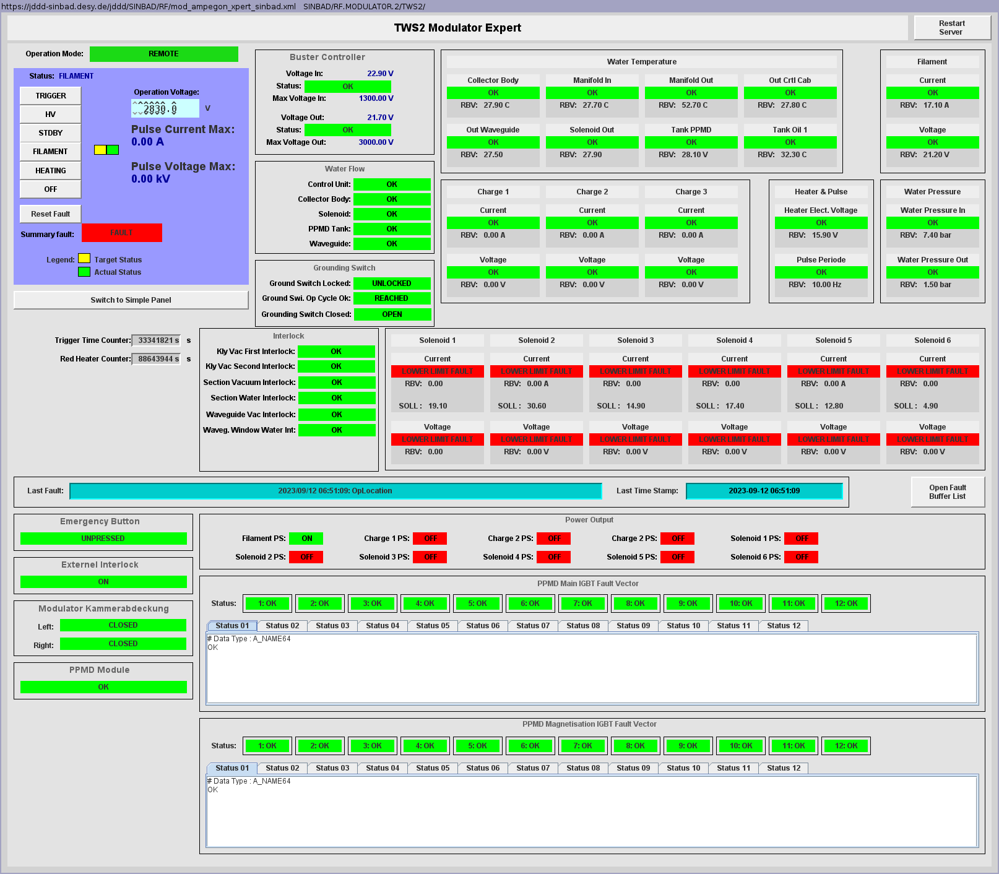 https://jddd-sinbad.desy.de/jddd/SINBAD/RF/mod_ampegon_xpert_sinbad.xml SINBAD/RF.MODULATOR.2/TWS2/
TWS2 Modulator Expert
Restart
Server
Operation Mode: REMOTE
Status: FILAMENT
TRIGGER
HV
STDBY
FILAMENT
HEATING
OFF
Reset Fault
Operation Voltage:
2830.0 V
Pulse Current Max:
0.00 A
Pulse Voltage Max:
0.00 kV
Summary fault: FAULT
Legend: Target Status
Actual Status
Switch to Simple Panel
Trigger Time Counter: 33341821 s s
Red Heater Counter: 88643944 s s
Buster Controller
Voltage In: 22.90 V
Status: OK
Max Voltage In: 1300.00 V
Voltage Out: 21.70 V
Status: OK
Max Voltage Out: 3000.00 V
Water Flow
Control Unit: OK
Collector Body: OK
Solenoid: OK
PPMD Tank: OK
Waveguide: OK
Grounding Switch
Ground Switch Locked: UNLOCKED
Ground Swi. Op Cycle Ok: REACHED
Grounding Switch Closed: OPEN
Water Temperature
Collector Body Manifold In Manifold Out Out Crtl Cab
OK OK OK OK
RBV: 27.90 C RBV: 27.70 C RBV: 52.70 C RBV: 27.80 C
Out Waveguide Solenoid Out Tank PPMD Tank Oil 1
OK OK OK OK
RBV: 27.50 RBV: 27.90 RBV: 28.10 V RBV: 32.30 C
Filament
Current
OK
RBV: 17.10 A
Voltage
OK
RBV: 21.20 V
Charge 1 Charge 2 Charge 3
Current Current Current
OK OK OK
RBV: 0.00 A RBV: 0.00 A RBV: 0.00 A
Voltage Voltage Voltage
OK OK OK
RBV: 0.00 V RBV: 0.00 V RBV: 0.00 V
Heater & Pulse
Heater Elect. Voltage
OK
RBV: 15.90 V
Pulse Periode
OK
RBV: 10.00 Hz
Water Pressure
Water Pressure In
OK
RBV: 7.40 bar
Water Pressure Out
OK
RBV: 1.50 bar
Interlock
Kly Vac First Interlock: OK
Kly Vac Second Interlock: OK
Section Vacuum Interlock: OK
Section Water Interlock: OK
Waveguide Vac Interlock: OK
Waveg. Window Water Int: OK
Solenoid 1 Solenoid 2 Solenoid 3 Solenoid 4 Solenoid 5 Solenoid 6
Current Current Current Current Current Current
LOWER LIMIT FAULT LOWER LIMIT FAULT LOWER LIMIT FAULT LOWER LIMIT FAULT LOWER LIMIT FAULT LOWER LIMIT FAULT
RBV: 0.00 RBV: 0.00 A RBV: 0.00 RBV: 0.00 RBV: 0.00 A RBV: 0.00
SOLL : 19.10 SOLL : 30.60 SOLL : 14.90 SOLL : 17.40 SOLL : 12.80 SOLL : 4.90
Voltage Voltage Voltage Voltage Voltage Voltage
LOWER LIMIT FAULT LOWER LIMIT FAULT LOWER LIMIT FAULT LOWER LIMIT FAULT LOWER LIMIT FAULT LOWER LIMIT FAULT
RBV: 0.00 RBV: 0.00 V RBV: 0.00 V RBV: 0.00 V RBV: 0.00 V RBV: 0.00 V
Last Fault: 2023/09/12 06:51:09: OpLocation Last Time Stamp: 2023-09-12 06:51:09
Open Fault
Buffer List
Emergency Button
UNPRESSED
Externel Interlock
ON
Modulator Kammerabdeckung
Left: CLOSED
Right: CLOSED
PPMD Module
OK
Power Output
Filament PS: ON Charge 1 PS: OFF Charge 2 PS: OFF Charge 2 PS: OFF Solenoid 1 PS: OFF
Solenoid 2 PS: OFF Solenoid 3 PS: OFF Solenoid 4 PS: OFF Solenoid 5 PS: OFF Solenoid 6 PS: OFF
PPMD Main IGBT Fault Vector
Status: 1: OK 2: OK 3: OK 4: OK 5: OK 6: OK 7: OK 8: OK 9: OK 10: OK 11: OK 12: OK
Status 01 Status 02 Status 03 Status 04 Status 05 Status 06 Status 07 Status 08 Status 09 Status 10 Status 11 Status 12
# Data Type : A_NAME64
OK
PPMD Magnetisation IGBT Fault Vector
Status: 1: OK 2: OK 3: OK 4: OK 5: OK 6: OK 7: OK 8: OK 9: OK 10: OK 11: OK 12: OK
Status 01 Status 02 Status 03 Status 04 Status 05 Status 06 Status 07 Status 08 Status 09 Status 10 Status 11 Status 12
# Data Type : A_NAME64
OK